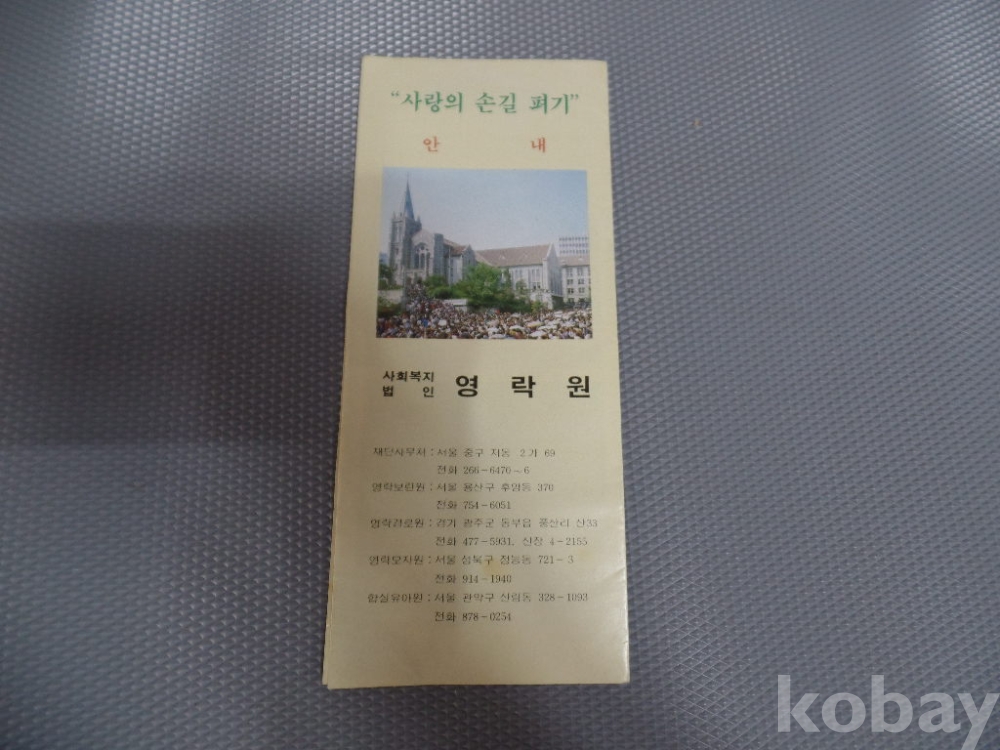 “사랑의 손길 펴기”
안 내
사회복지
법 인 영 락 원
재단사무처 : 서울 중구 저동 2가 69
전화 266-6470~6
영락보린원 : 서울 용산구 후암동 370
전화 754-6051
영락경로원 : 경기 광주군 동부읍 풍산리 산33
전화 477-5931, 신장 4-2155
영락모자원 : 서울 성북구 정능동 721-3
전화 914-1940
합실유아원 : 서울 관악구 신림동 328-1093
전화 878-0254
kobay